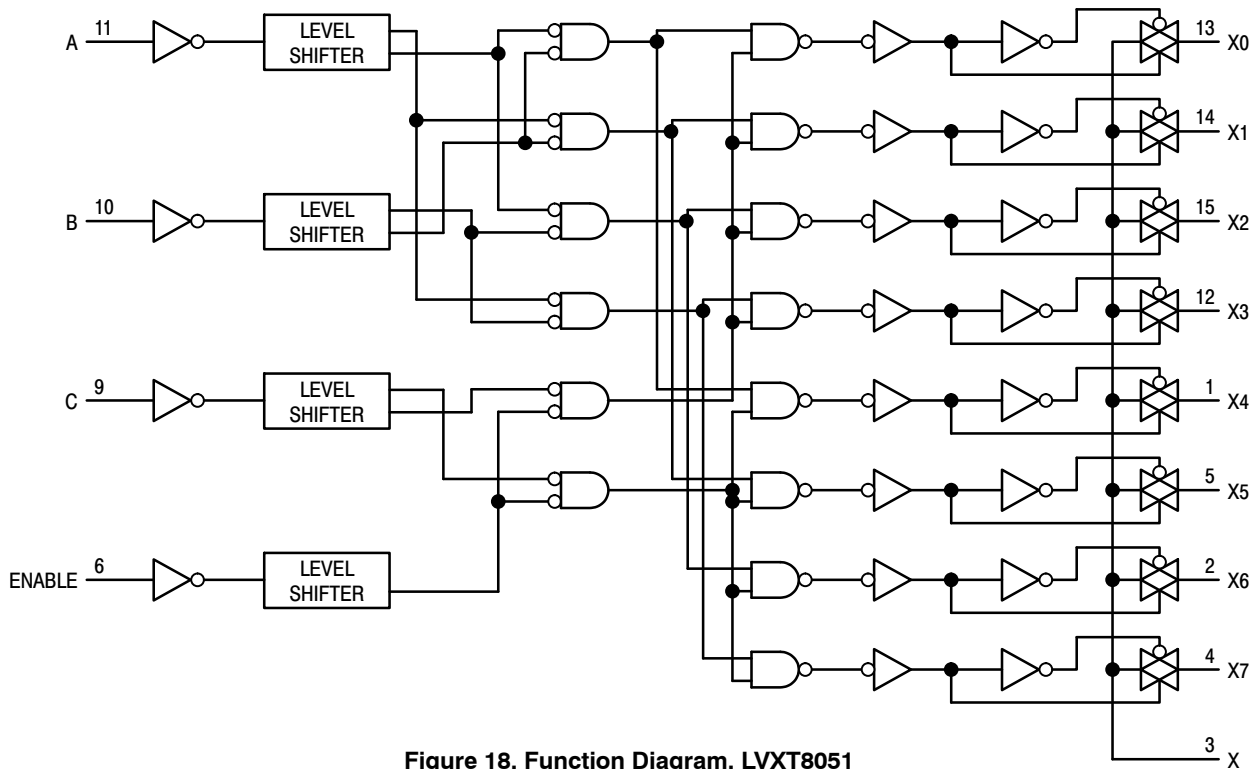 A 11 LEVEL SHIFTER 13 X0
14 X1
B 10 LEVEL SHIFTER 15 X2
12 X3
C 9 LEVEL SHIFTER 1 X4
5 X5
ENABLE 6 LEVEL SHIFTER 2 X6
4 X7
3 X
Figure 18. Function Diagram, LVXT8051